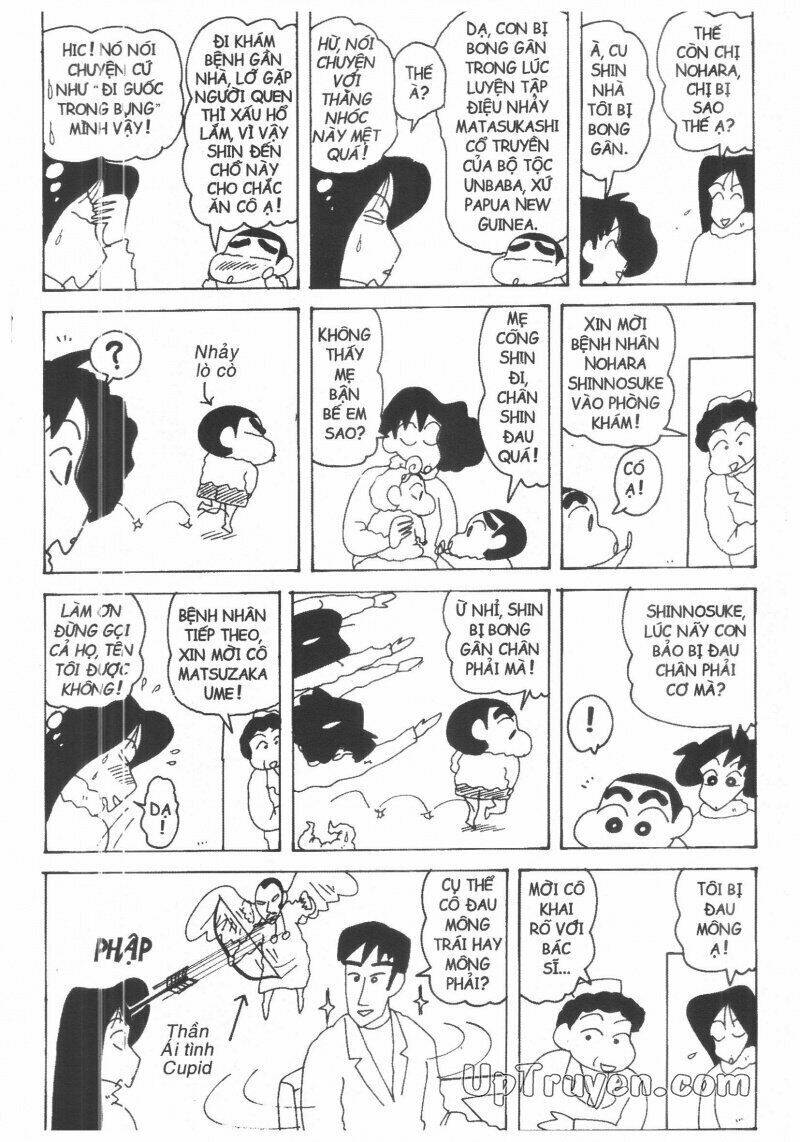 THẾ
CÒN CHỊ
NOHARA,
CHỊ BỊ
SAO
THẾ Ạ?
À, CU
SHIN
NHÀ
TÔI BỊ
BONG
GÂN.
DẠ, CON BỊ
BONG GÂN
TRONG LÚC
LUYỆN TẬP
ĐIỆU NHẢY
MATASUKASHI
CỔ TRUYỀN
CỦA BỘ TỘC
UNBABA, XỨ
PAPUA NEW
GUINEA.
THẾ
À?
HỪ, NÓI
CHUYỆN
VỚI
THẰNG
NHÓC
NÀY MỆT
QUÁ!
ĐI KHÁM
BỆNH GẦN
NHÀ, LỠ GẶP
NGƯỜI QUEN
THÌ XẤU HỔ
LẮM, VÌ VẬY
SHIN ĐẾN
CHỖ NÀY
CHO CHẮC
ĂN CÔ Ạ!
HIC! NÓ NÓI
CHUYỆN CỨ
NHƯ "ĐI GUỐC
TRONG BỤNG"
MÌNH VẬY!
XIN MỜI
BỆNH NHÂN
NOHARA
SHINNOSUKE
VÀO PHÒNG
KHÁM!
CÓ
Ạ!
MẸ
CÕNG
SHIN
ĐI,
CHÂN
SHIN
ĐAU
QUÁ!
KHÔNG
THẤY
MẸ
BẬN
BẾ EM
SAO?
Nhảy
lò cò
?
SHINNOSUKE,
LÚC NÃY CON
BẢO BỊ ĐAU
CHÂN PHẢI
CƠ MÀ?
!
Ừ NHỈ, SHIN
BỊ BONG
GÂN CHÂN
PHẢI MÀ!
BỆNH NHÂN
TIẾP THEO,
XIN MỜI CÔ
MATSUZAKA
UME!
LÀM ƠN
ĐỪNG GỌI
CẢ HỌ, TÊN
TÔI ĐƯỢC
KHÔNG!
DẠ
!
TÔI BỊ
ĐAU
MÔNG
Ạ!
MỜI CÔ
KHAI
RÕ VỚI
BÁC
SĨ...
CỤ THỂ
CÔ ĐAU
MÔNG
TRÁI HAY
MÔNG
PHẢI?
PHẬP
Thần
Ái tình
Cupid
UpTruyen.com